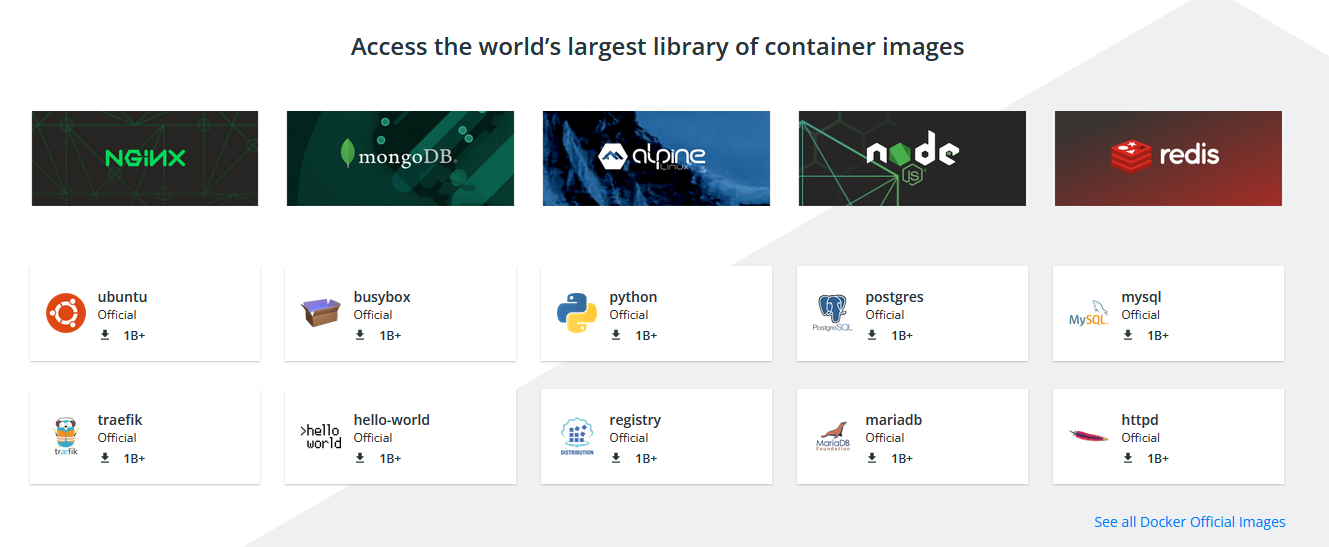 Access the world’s largest library of container images
NGINX
mongoDB®
alpine
Linux
node
JS
redis
ubuntu
Official
1B+
busybox
Official
1B+
python
Official
1B+
PostgreSQL
postgres
Official
1B+
MySQL
mysql
Official
1B+
træfik
traefik
Official
1B+
>hello
world
hello-world
Official
1B+
DISTRIBUTION
registry
Official
1B+
MariaDB
Foundation
mariadb
Official
1B+
httpd
Official
1B+
See all Docker Official Images